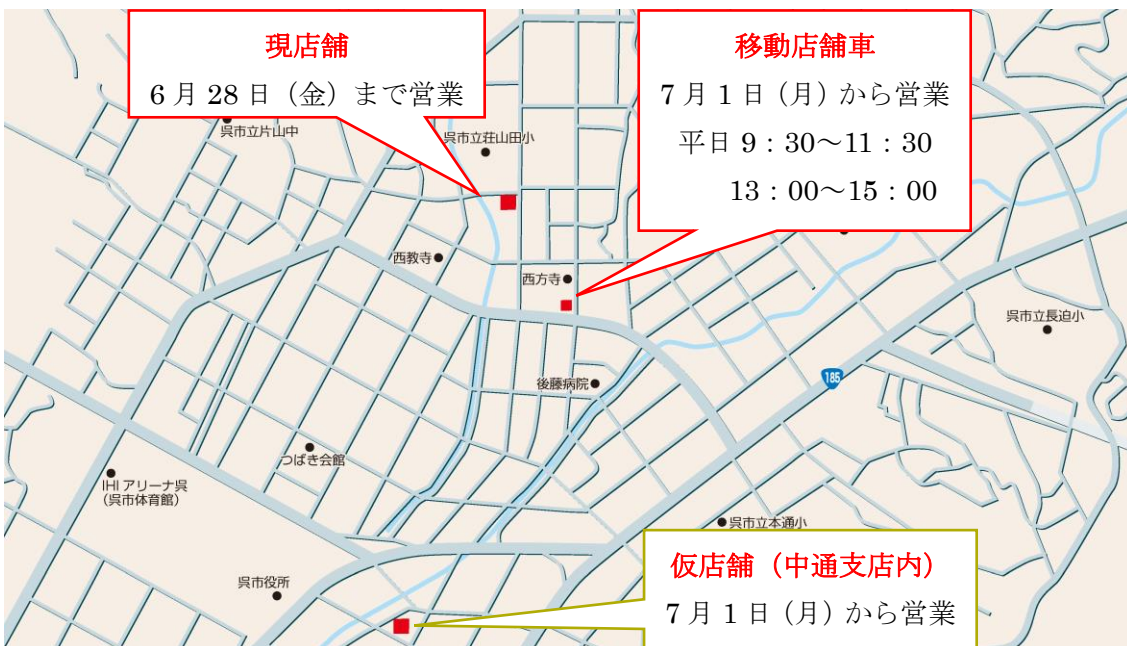 現店舗
6 月 28 日（金）まで営業
移動店舗車
7 月 1 日（月）から営業
平日 9：30～11：30
13：00～15：00
呉市立片山中
呉市立荘山田小
西教寺
西方寺
呉市立長迫小
185
後藤病院
つばき会館
IHI アリーナ呉
（呉市体育館）
呉市立本通小
呉市役所
仮店舗（中通支店内）
7 月 1 日（月）から営業